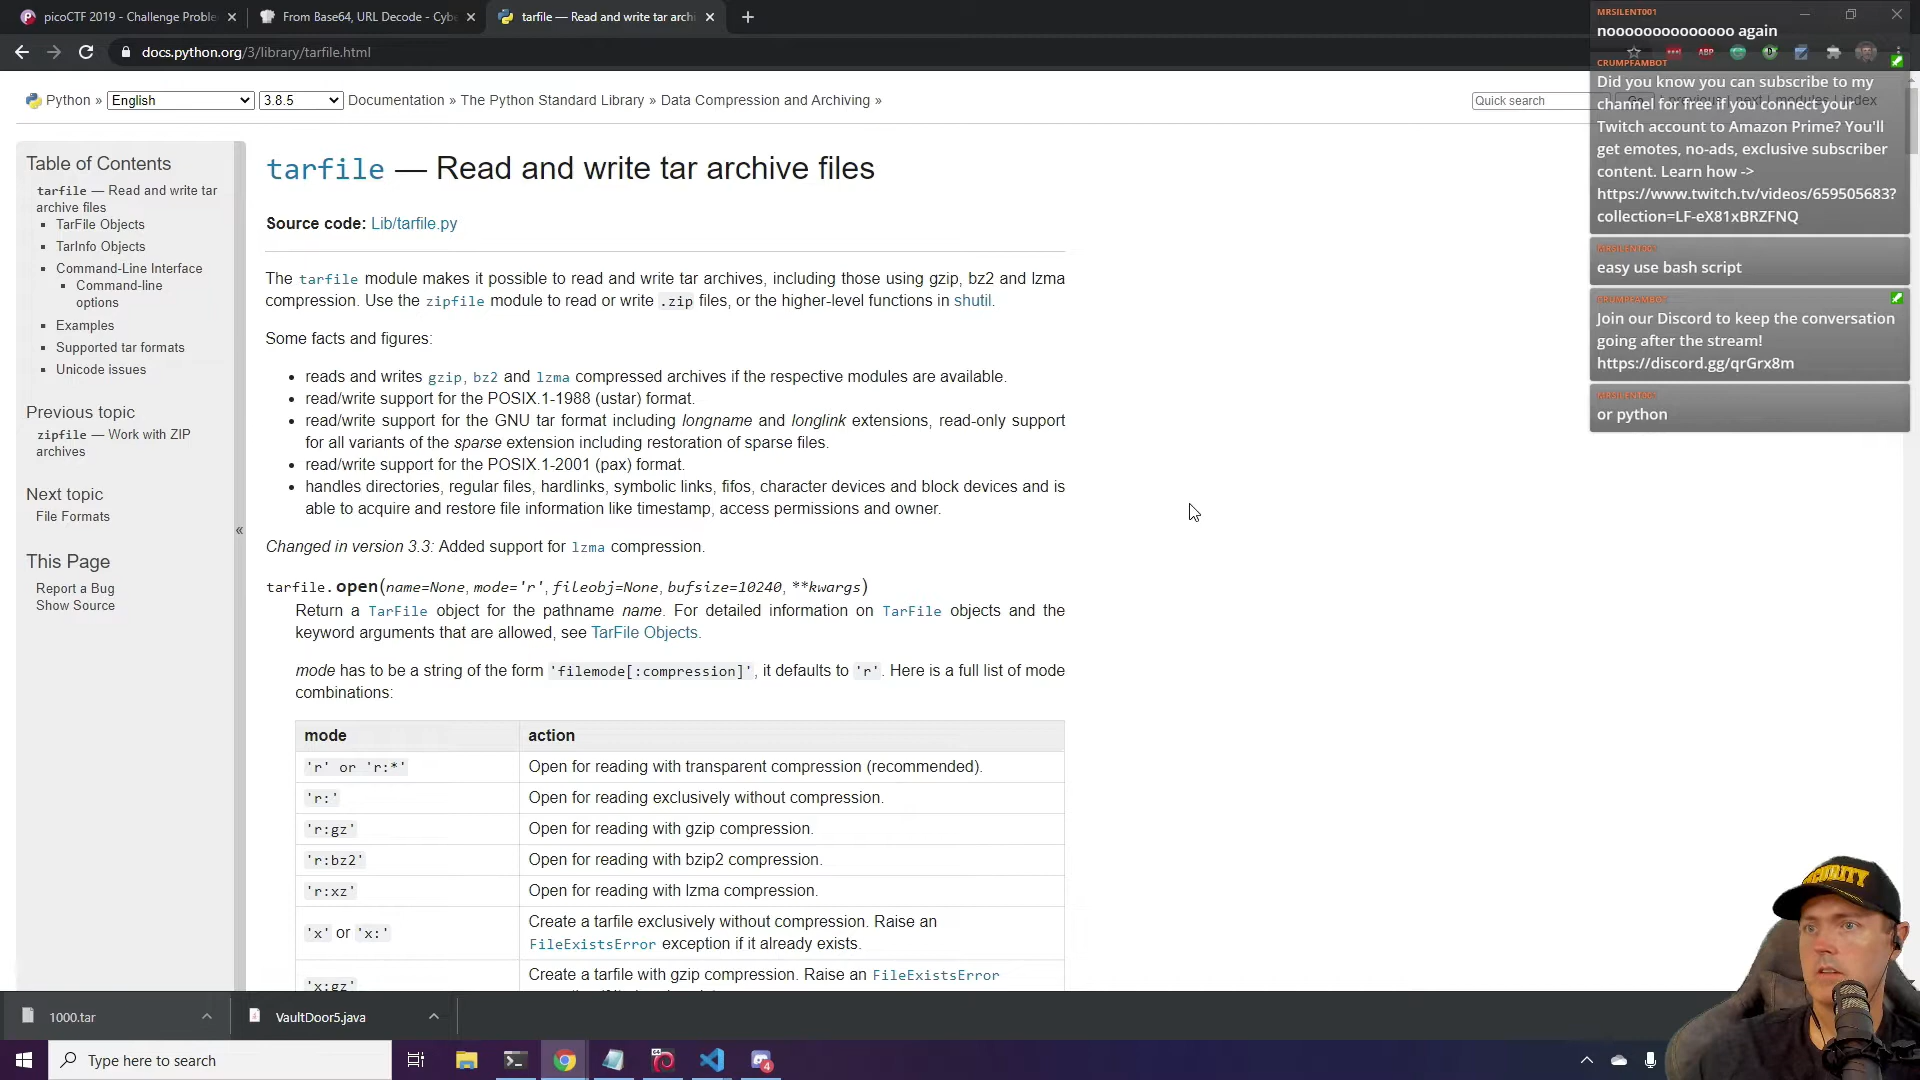 picoCTF 2019 - Challenge Proble
From Base64, URL Decode - Cybe
tarfile — Read and write tar archi
docs.python.org/3/library/tarfile.html
Python » English 3.8.5 Documentation » The Python Standard Library » Data Compression and Archiving »
Quick search
index
Table of Contents
tarfile — Read and write tar
archive files
TarFile Objects
TarInfo Objects
Command-Line Interface
Command-line
options
Examples
Supported tar formats
Unicode issues
Previous topic
zipfile — Work with ZIP
archives
Next topic
File Formats
This Page
Report a Bug
Show Source
«
tarfile — Read and write tar archive files
Source code: Lib/tarfile.py
The tarfile module makes it possible to read and write tar archives, including those using gzip, bz2 and lzma
compression. Use the zipfile module to read or write .zip files, or the higher-level functions in shutil.
Some facts and figures:
reads and writes gzip, bz2 and lzma compressed archives if the respective modules are available.
read/write support for the POSIX.1-1988 (ustar) format.
read/write support for the GNU tar format including longname and longlink extensions, read-only support
for all variants of the sparse extension including restoration of sparse files.
read/write support for the POSIX.1-2001 (pax) format.
handles directories, regular files, hardlinks, symbolic links, fifos, character devices and block devices and is
able to acquire and restore file information like timestamp, access permissions and owner.
Changed in version 3.3: Added support for lzma compression.
tarfile.open(name=None, mode='r', fileobj=None, bufsize=10240, **kwargs)
Return a TarFile object for the pathname name. For detailed information on TarFile objects and the
keyword arguments that are allowed, see TarFile Objects.
mode has to be a string of the form 'filemode[:compression]', it defaults to 'r'. Here is a full list of mode
combinations:
mode action
'r' or 'r:*' Open for reading with transparent compression (recommended).
'r:' Open for reading exclusively without compression.
'r:gz' Open for reading with gzip compression.
'r:bz2' Open for reading with bzip2 compression.
'r:xz' Open for reading with lzma compression.
'x' or 'x:' Create a tarfile exclusively without compression. Raise an
FileExistsError exception if it already exists.
'x:gz' Create a tarfile with gzip compression. Raise an FileExistsError
MRSILENT001
noooooooooooooo again
CRUMPFAMBOT
Did you know you can subscribe to my
channel for free if you connect your
Twitch account to Amazon Prime? You'll
get emotes, no-ads, exclusive subscriber
content. Learn how ->
https://www.twitch.tv/videos/659505683?
collection=LF-eX81xBRZFNQ
MRSILENT001
easy use bash script
CRUMPFAMBOT
Join our Discord to keep the conversation
going after the stream!
https://discord.gg/qrGrx8m
MRSILENT001
or python
ABP
SECURITY
1000.tar
VaultDoor5.java
Type here to search
4